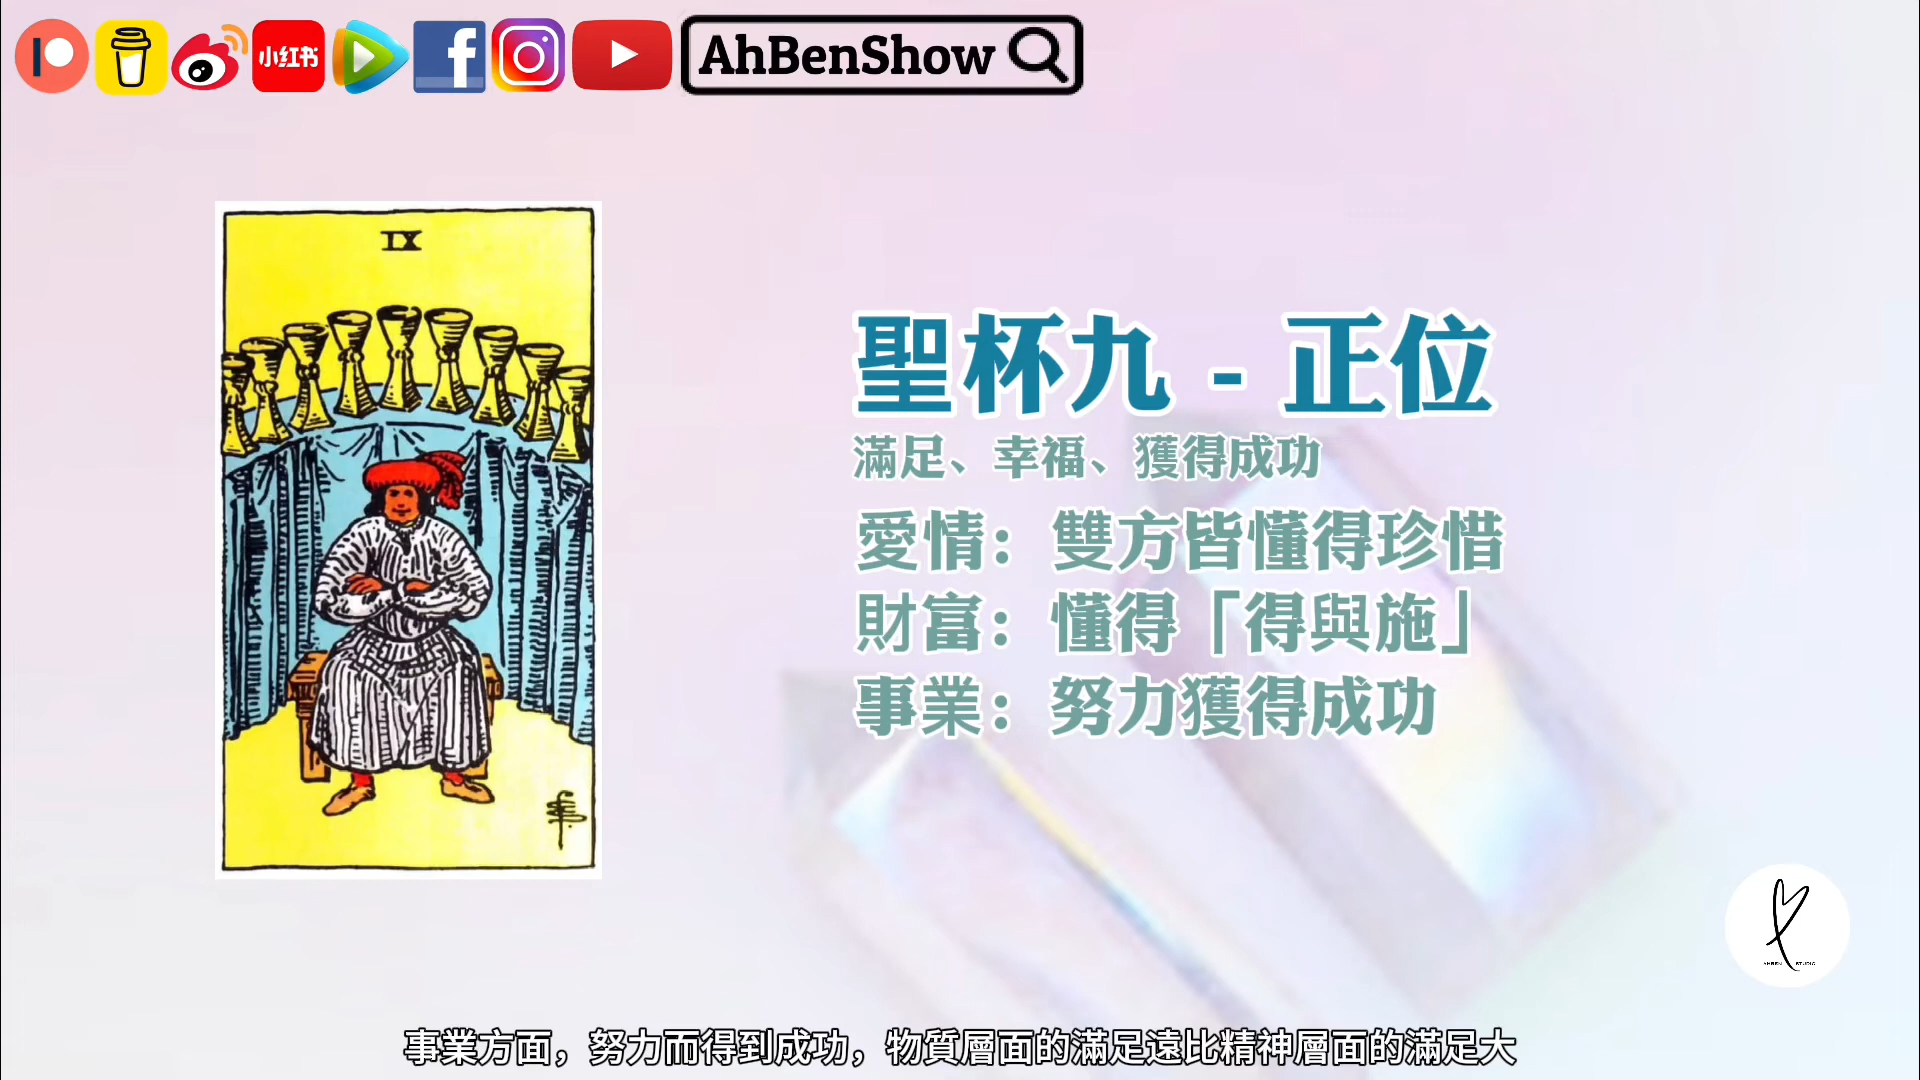 小红书
AhBenShow
IX
聖杯九 - 正位
滿足、幸福、獲得成功
愛情：雙方皆懂得珍惜
財富：懂得「得與施」
事業：努力獲得成功
AHBEN STUDIO
事業方面，努力而得到成功，物質層面的滿足遠比精神層面的滿足大